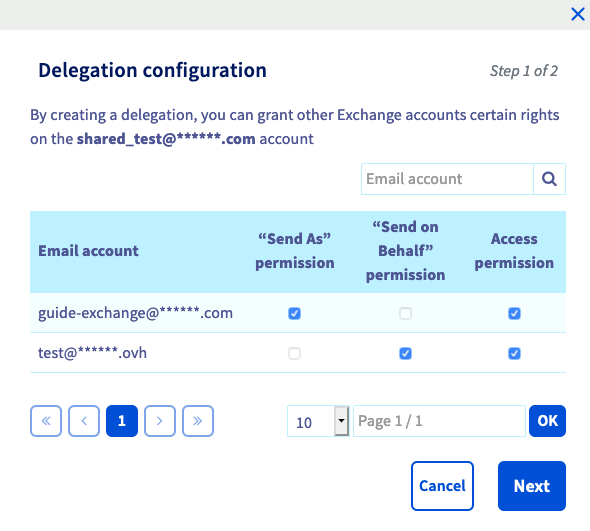 Delegation configuration
Step 1 of 2
By creating a delegation, you can grant other Exchange accounts certain rights
on the shared_test@******.com account
Email account
Email account
“Send As” permission
“Send on Behalf” permission
Access permission
guide-exchange@******.com
test@******.ovh
«
‹
1
›
»
10
Page 1 / 1
OK
Cancel
Next